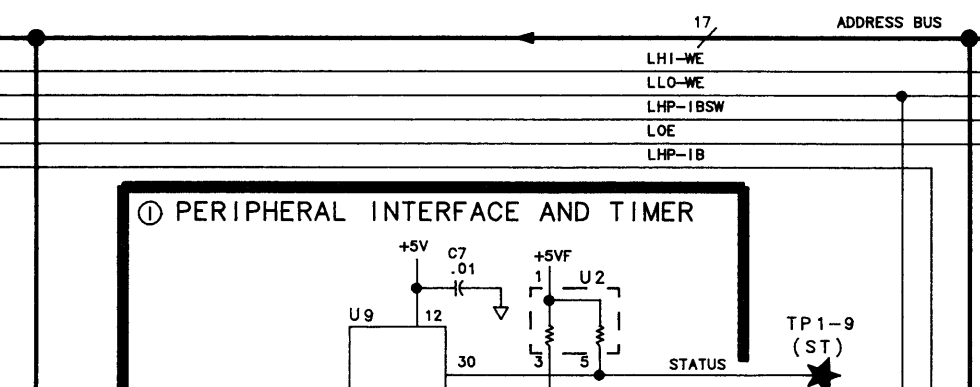 17
ADDRESS BUS
LHI-WE
LLO-WE
LHP-IBSW
LOE
LHP-IB
① PERIPHERAL INTERFACE AND TIMER
+5V
C7
.01
+5VF
1
U2
U9
12
3
5
30
STATUS
TP1-9
(ST)